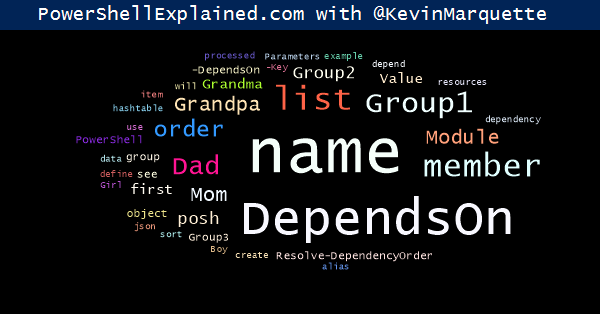 PowerShellExplained.com with @KevinMarquette
processed Parameters example
-DependsOn -Key Group2 depend
will Grandma Value resources
item list Group1
hashtable Grandpa dependency
use order Module
PowerShell name
data group Dad member
define see
Girl first Mom
object posh DependsOn
json
sort Group3
Boy create Resolve-DependencyOrder
alias